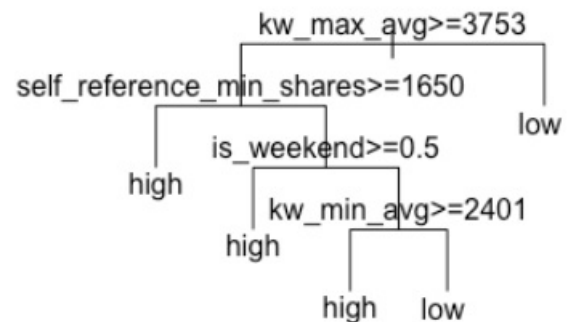 kw_max_avg>=3753
self_reference_min_shares>=1650
low
is_weekend>=0.5
high
kw_min_avg>=2401
high
high low